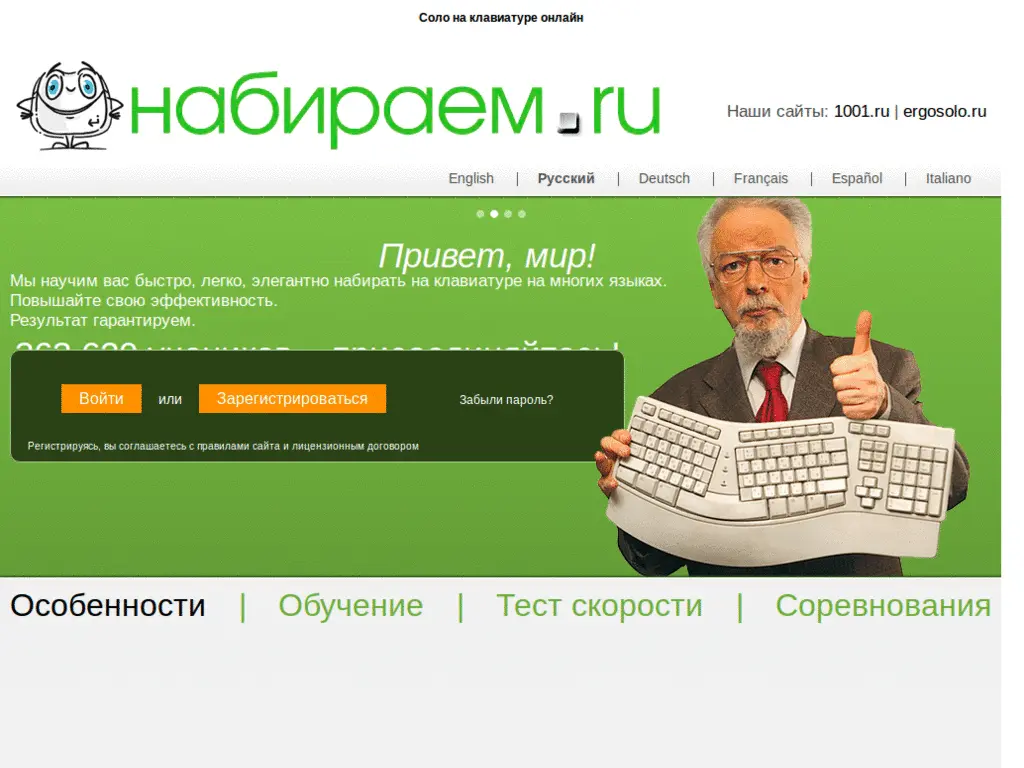 Соло на клавиатуре онлайн
набираем.ru
Наши сайты: 1001.ru | ergosolo.ru
English | Русский | Deutsch | Français | Español | Italiano
Привет, мир!
Мы научим вас быстро, легко, элегантно набирать на клавиатуре на многих языках.
Повышайте свою эффективность.
Результат гарантируем.
Войти или Зарегистрироваться Забыли пароль?
Регистрируясь, вы соглашаетесь с правилами сайта и лицензионным договором
Особенности | Обучение | Тест скорости | Соревнования